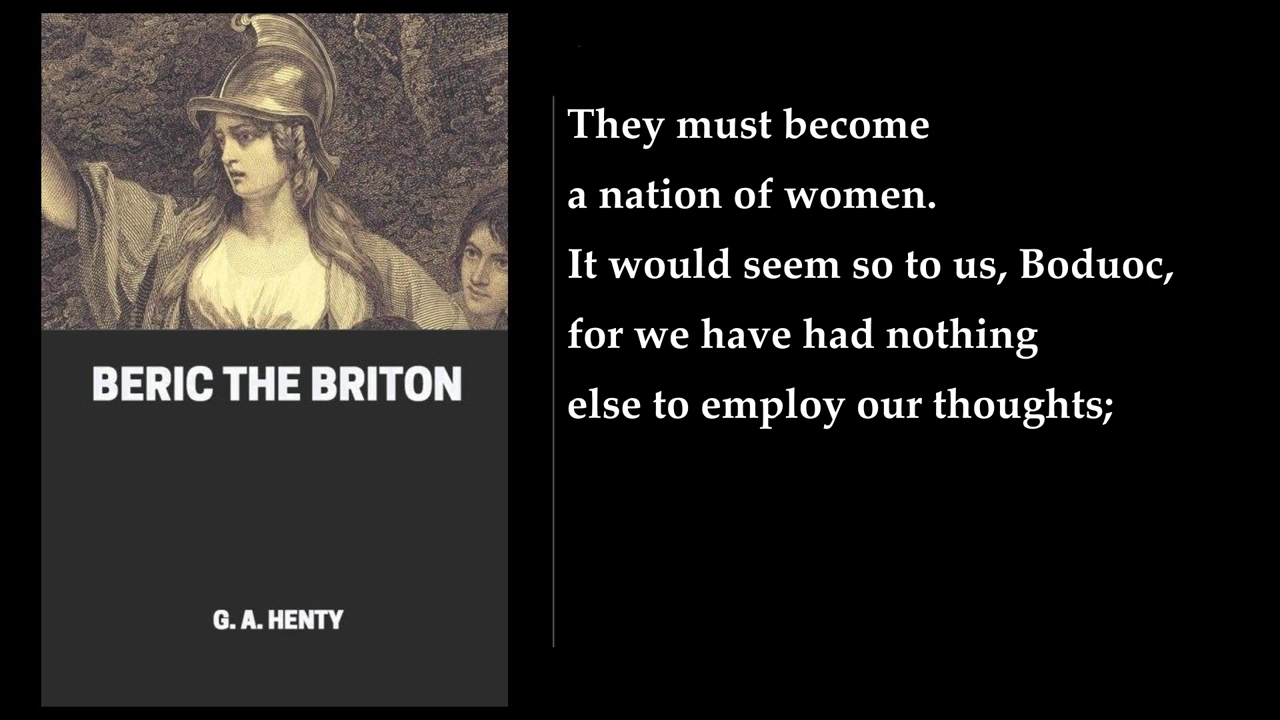 BERIC THE BRITON
G. A. HENTY
They must become
a nation of women.
It would seem so to us, Boduoc,
for we have had nothing
else to employ our thoughts;